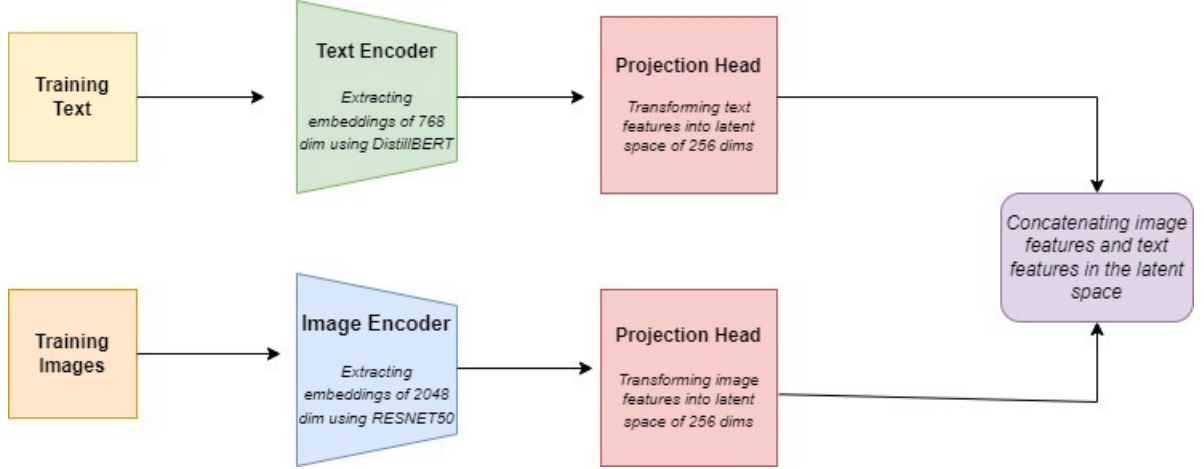 Training
Text
Text Encoder
Extracting
embeddings of 768
dim using DistillBERT
Projection Head
Transforming text
features into latent
space of 256 dims
Concatenating image
features and text
features in the latent
space
Training
Images
Image Encoder
Extracting
embeddings of 2048
dim using RESNET50
Projection Head
Transforming image
features into latent
space of 256 dims